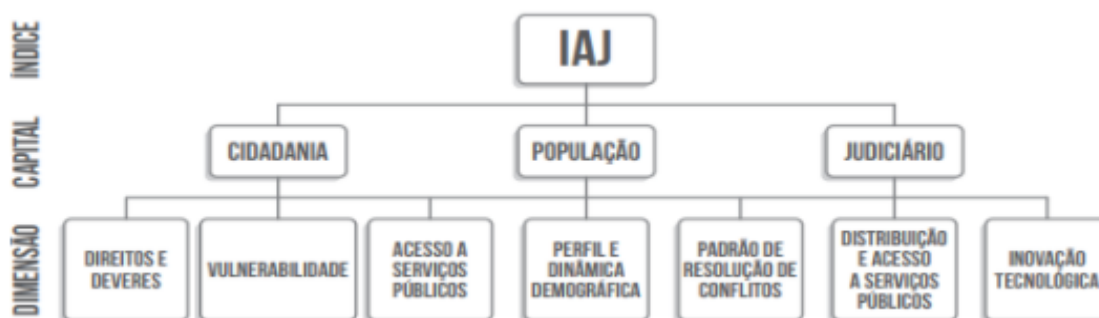 ÍNDICE
IAJ
CAPITAL
CIDADANIA
POPULAÇÃO
JUDICIÁRIO
DIMENSÃO
DIREITOS E
DEVERES
VULNERABILIDADE
ACESSO A
SERVIÇOS
PÚBLICOS
PERFIL E
DINÂMICA
DEMOGRÁFICA
PADRÃO DE
RESOLUÇÃO DE
CONFLITOS
DISTRIBUIÇÃO
E ACESSO
A SERVIÇOS
PÚBLICOS
INOVAÇÃO
TECNOLÓGICA